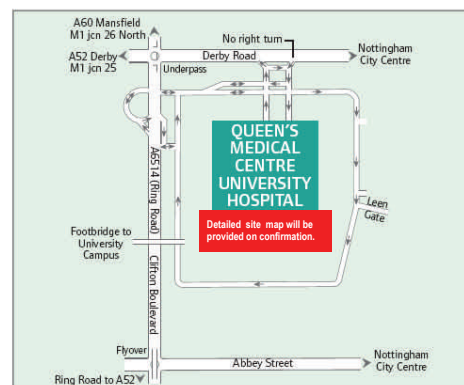 A60 Mansfield
M1 jcn 26 North
No right turn
A52 Derby
M1 jcn 25
Derby Road
Nottingham
City Centre
Underpass
QUEEN'S
MEDICAL
CENTRE
UNIVERSITY
HOSPITAL
Detailed site map will be
provided on confirmation.
A6514 (Ring Road)
Leen
Gate
Footbridge to
University
Campus
Clifton Boulevard
Flyover
Abbey Street
Nottingham
City Centre
Ring Road to A52